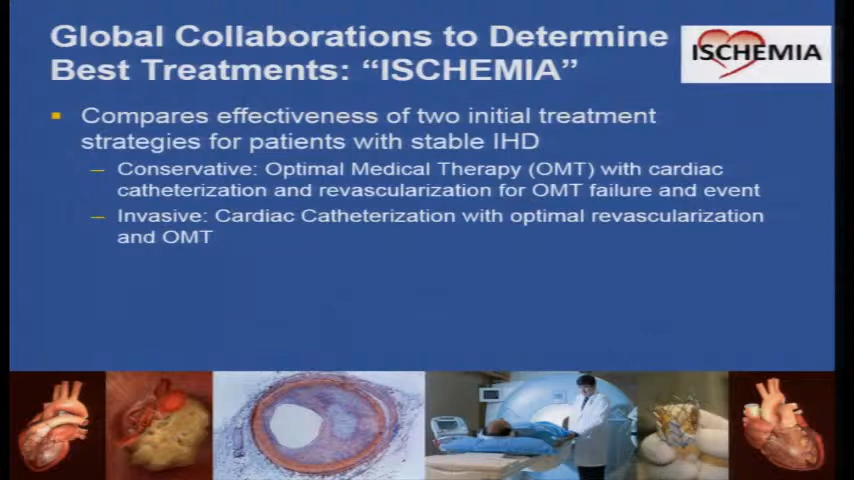 Global Collaborations to Determine
Best Treatments: “ISCHEMIA”
ISCHEMIA
Compares effectiveness of two initial treatment
strategies for patients with stable IHD
– Conservative: Optimal Medical Therapy (OMT) with cardiac
catheterization and revascularization for OMT failure and event
– Invasive: Cardiac Catheterization with optimal revascularization
and OMT